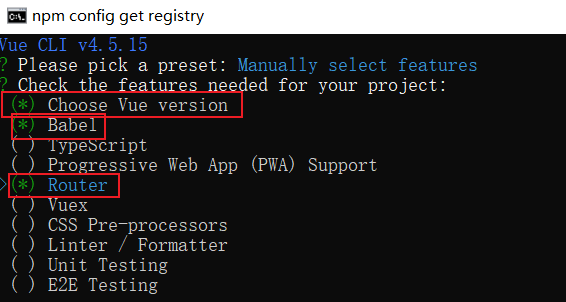 npm config get registry
Vue CLI v4.5.15
? Please pick a preset: Manually select features
? Check the features needed for your project:
(*) Choose Vue version
(*) Babel
( ) TypeScript
( ) Progressive Web App (PWA) Support
>(*) Router
( ) Vuex
( ) CSS Pre-processors
( ) Linter / Formatter
( ) Unit Testing
( ) E2E Testing